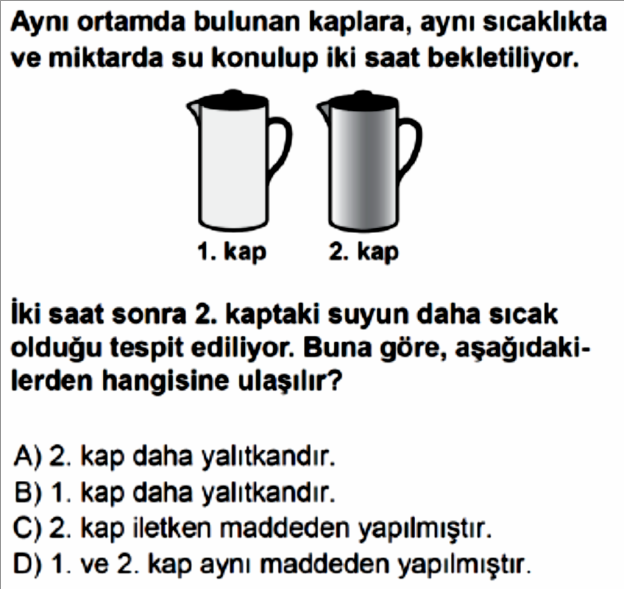 Aynı ortamda bulunan kaplara, aynı sıcaklıkta
ve miktarda su konulup iki saat bekletiliyor.
1. kap
2. kap
İki saat sonra 2. kaptaki suyun daha sıcak
olduğu tespit ediliyor. Buna göre, aşağıdaki-
lerden hangisine ulaşılır?
A) 2. kap daha yalıtkandır.
B) 1. kap daha yalıtkandır.
C) 2. kap iletken maddeden yapılmıştır.
D) 1. ve 2. kap aynı maddeden yapılmıştır.